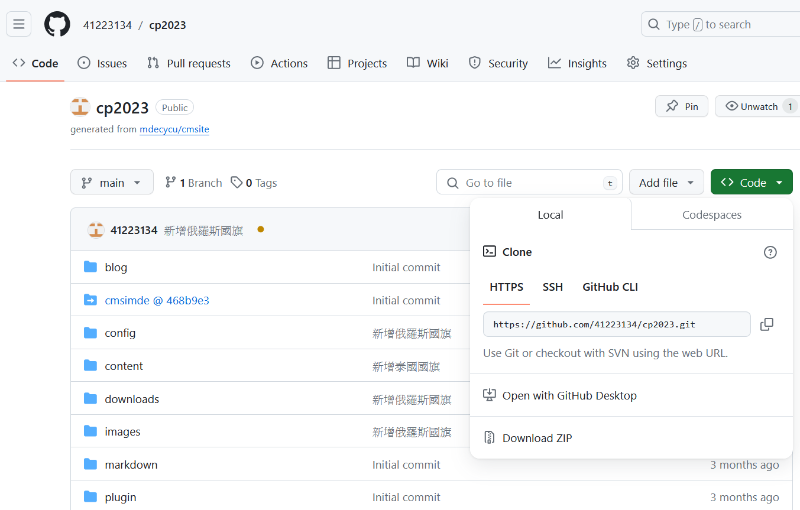 41223134 / cp2023
Type / to search
Code Issues Pull requests Actions Projects Wiki Security Insights Settings
cp2023 Public
Pin
Unwatch 1
generated from mdecycu/cmsite
main
1 Branch
0 Tags
Go to file t
Add file
Code
Local
Codespaces
41223134 新增俄羅斯國旗
Clone
blog Initial commit
HTTPS SSH GitHub CLI
cmsimde @ 468b9e3 Initial commit
https://github.com/41223134/cp2023.git
config 新增俄羅斯國旗
Use Git or checkout with SVN using the web URL.
content 新增泰國國旗
Open with GitHub Desktop
downloads 新增俄羅斯國旗
images 新增俄羅斯國旗
Download ZIP
markdown Initial commit 3 months ago
plugin Initial commit 3 months ago